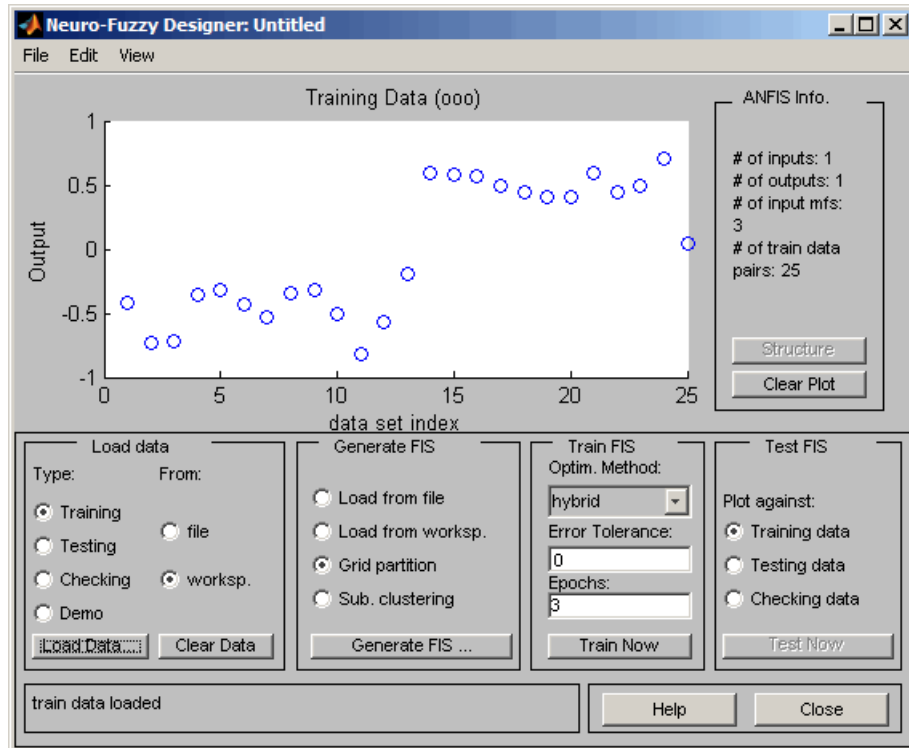 Neuro-Fuzzy Designer: Untitled
File Edit View
Training Data (ooo)
1
0.5
0
-0.5
-1
Output
0 5 10 15 20 25
data set index
ANFIS Info.
# of inputs: 1
# of outputs: 1
# of input mfs:
3
# of train data
pairs: 25
Structure
Clear Plot
Load data
Type: From:
Training
Testing
Checking
Demo
file
worksp.
Load Data...
Clear Data
Generate FIS
Load from file
Load from worksp.
Grid partition
Sub. clustering
Generate FIS ...
Train FIS
Optim. Method:
hybrid
Error Tolerance:
0
Epochs:
3
Train Now
Test FIS
Plot against:
Training data
Testing data
Checking data
Test Now
train data loaded
Help
Close